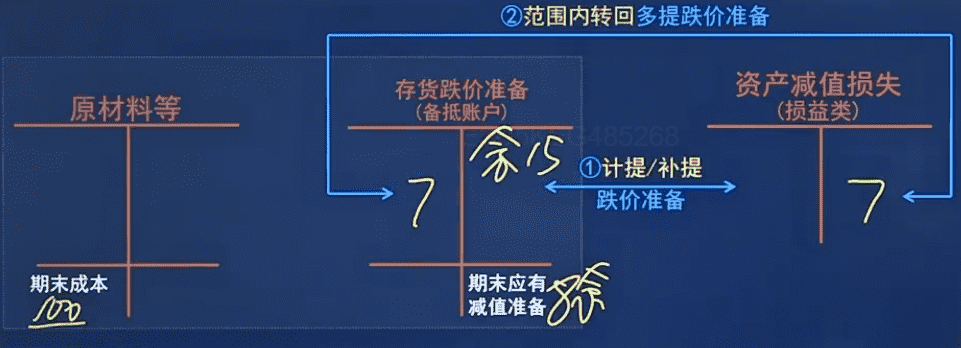 ②范围内转回多提跌价准备
原材料等
存货跌价准备
(备抵账户)
资产减值损失
(损益类)
余15
①计提/补提
跌价准备
7
7
期末成本
100
期末应有
减值准备
8余